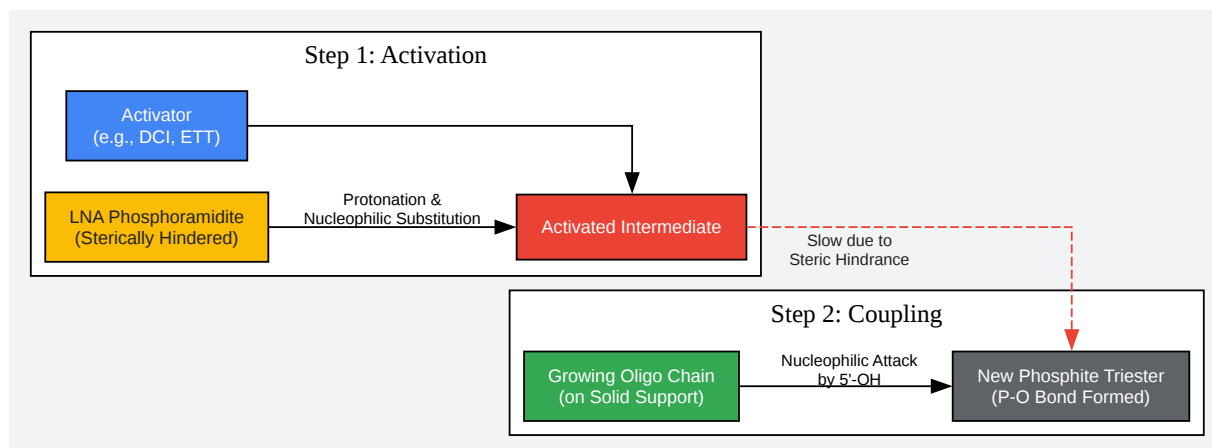 Step 1: Activation
Activator
(e.g., DCI, ETT)
LNA Phosphoramidite
(Sterically Hindered)
Protonation &
Nucleophilic Substitution
Activated Intermediate
Slow due to
Steric Hindrance
Step 2: Coupling
Growing Oligo Chain
(on Solid Support)
Nucleophilic Attack
by 5'-OH
New Phosphite Triester
(P-O Bond Formed)